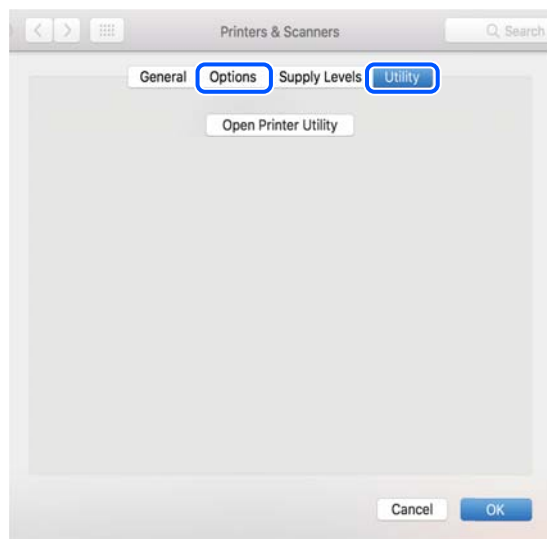 Printers & Scanners
Search
General Options Supply Levels Utility
Open Printer Utility
Cancel OK